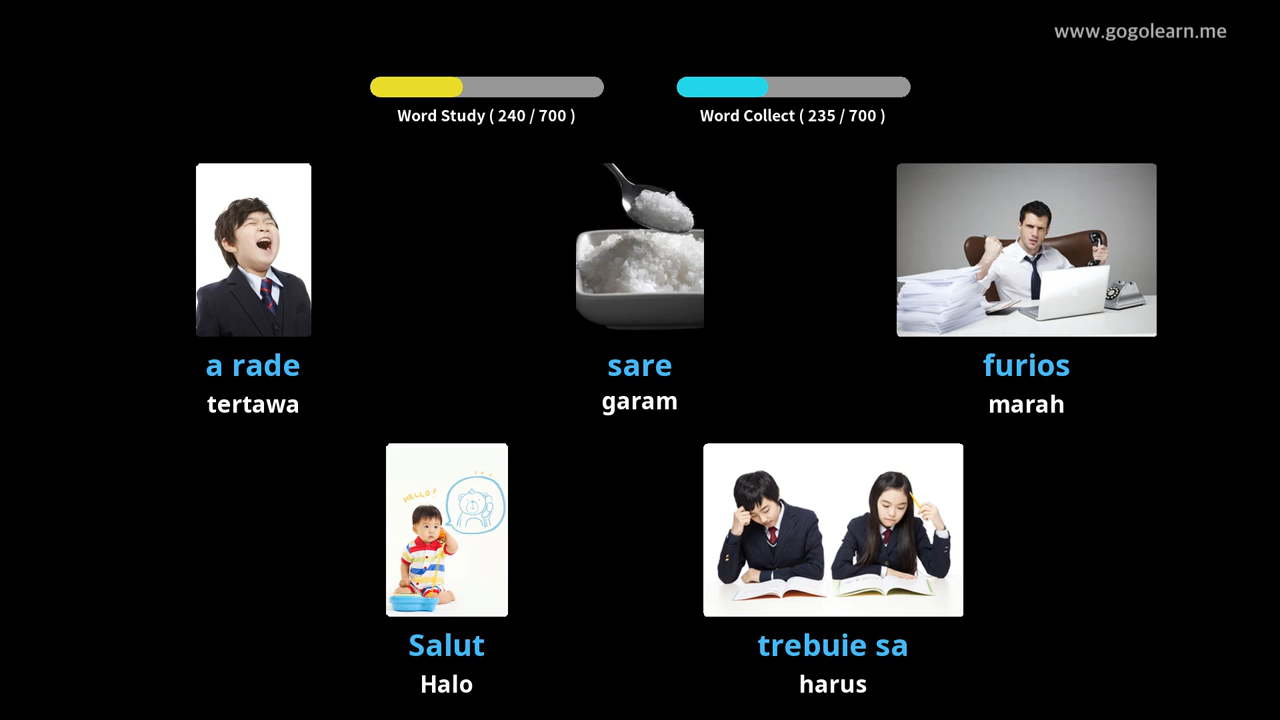 www.gogolearn.me
Word Study ( 240 / 700 )
Word Collect ( 235 / 700 )
a rade
tertawa
sare
garam
furios
marah
HELLO!
Salut
Halo
trebuie sa
harus